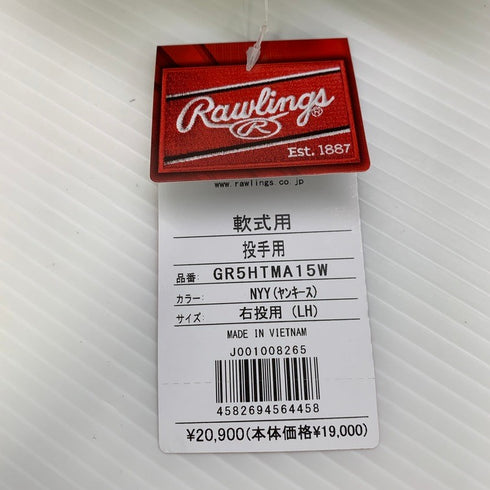 Rawlings®
R
Est. 1887
www.rawlings.co.jp
軟式用
投手用
品番: GR5HTMA15W
カラー: NYY(ヤンキース)
サイズ: 右投用 (LH)
MADE IN VIETNAM
J001008265
4582694564458
¥20,900(本体価格¥19,000)